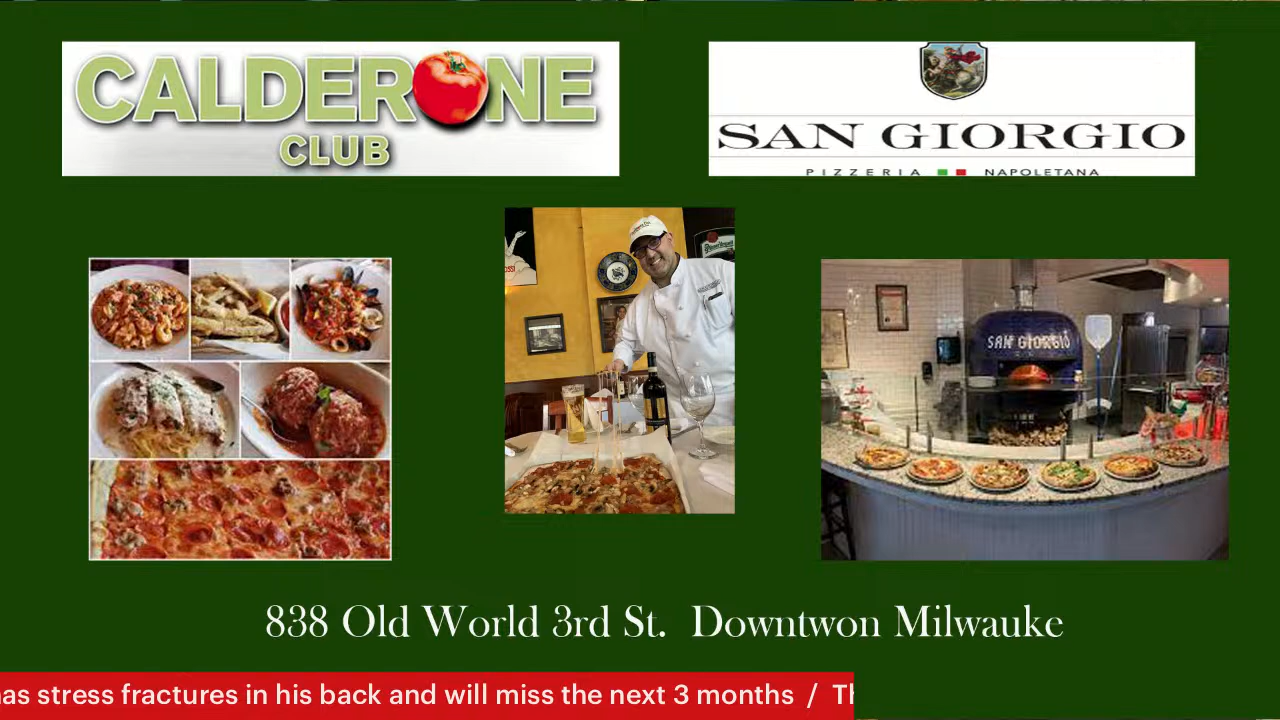 CALDERONE
CLUB
SAN GIORGIO
PIZZERIA NAPOLETANA
SAN GIORGIO
838 Old World 3rd St. Downtwon Milwauke
as stress fractures in his back and will miss the next 3 months / Th